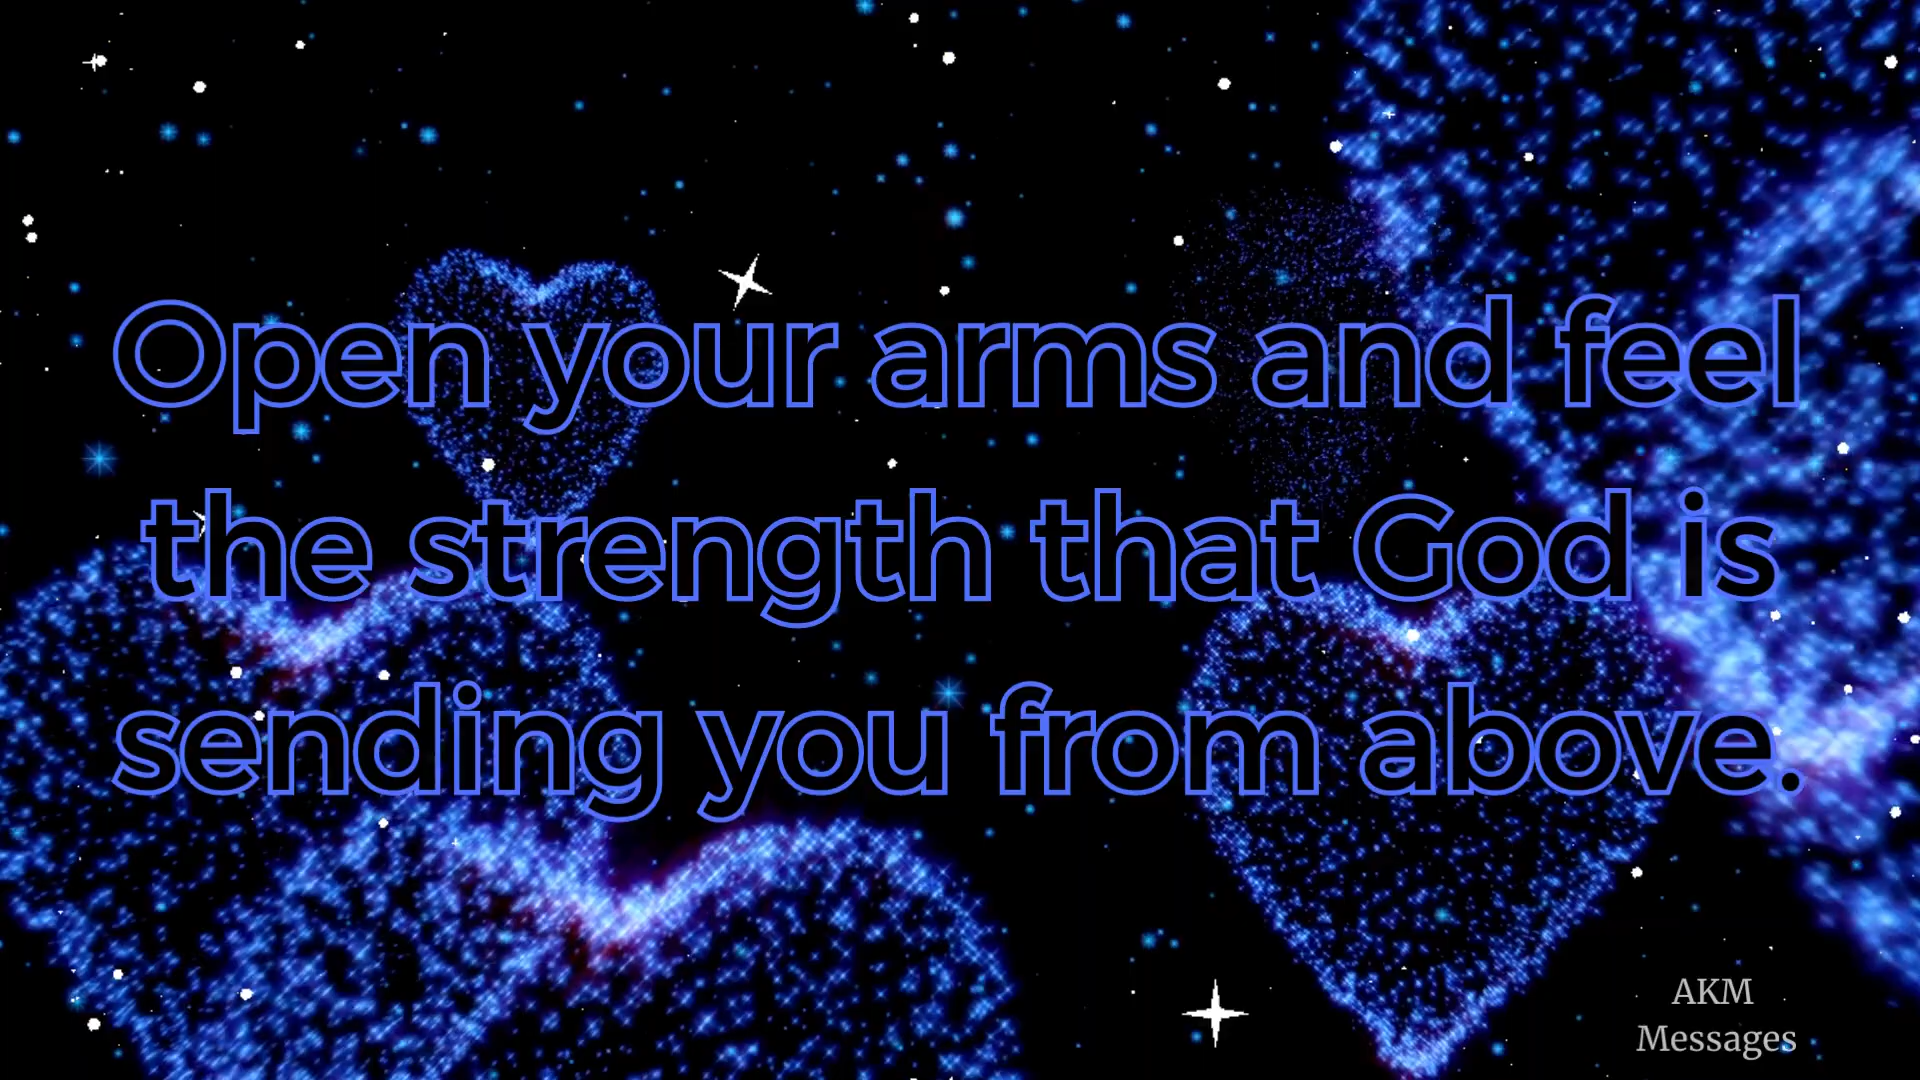 Open your arms and feel
the strength that God is
sending you from above.
AKM
Messages